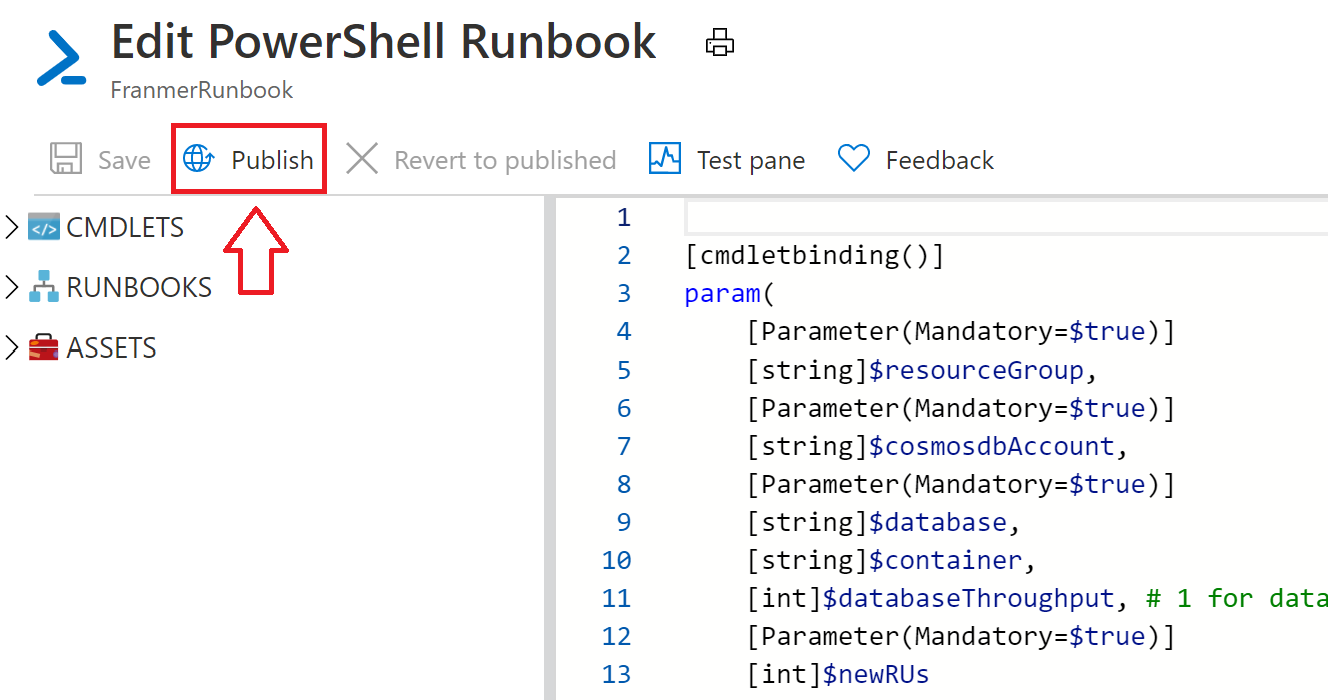 Edit PowerShell Runbook
FranmerRunbook
Save Publish Revert to published Test pane Feedback
CMDLETS
RUNBOOKS
ASSETS
1
2 [cmdletbinding()]
3 param(
4 [Parameter(Mandatory=$true)]
5 [string]$resourceGroup,
6 [Parameter(Mandatory=$true)]
7 [string]$cosmosdbAccount,
8 [Parameter(Mandatory=$true)]
9 [string]$database,
10 [string]$container,
11 [int]$databaseThroughput, # 1 for data
12 [Parameter(Mandatory=$true)]
13 [int]$newRUs